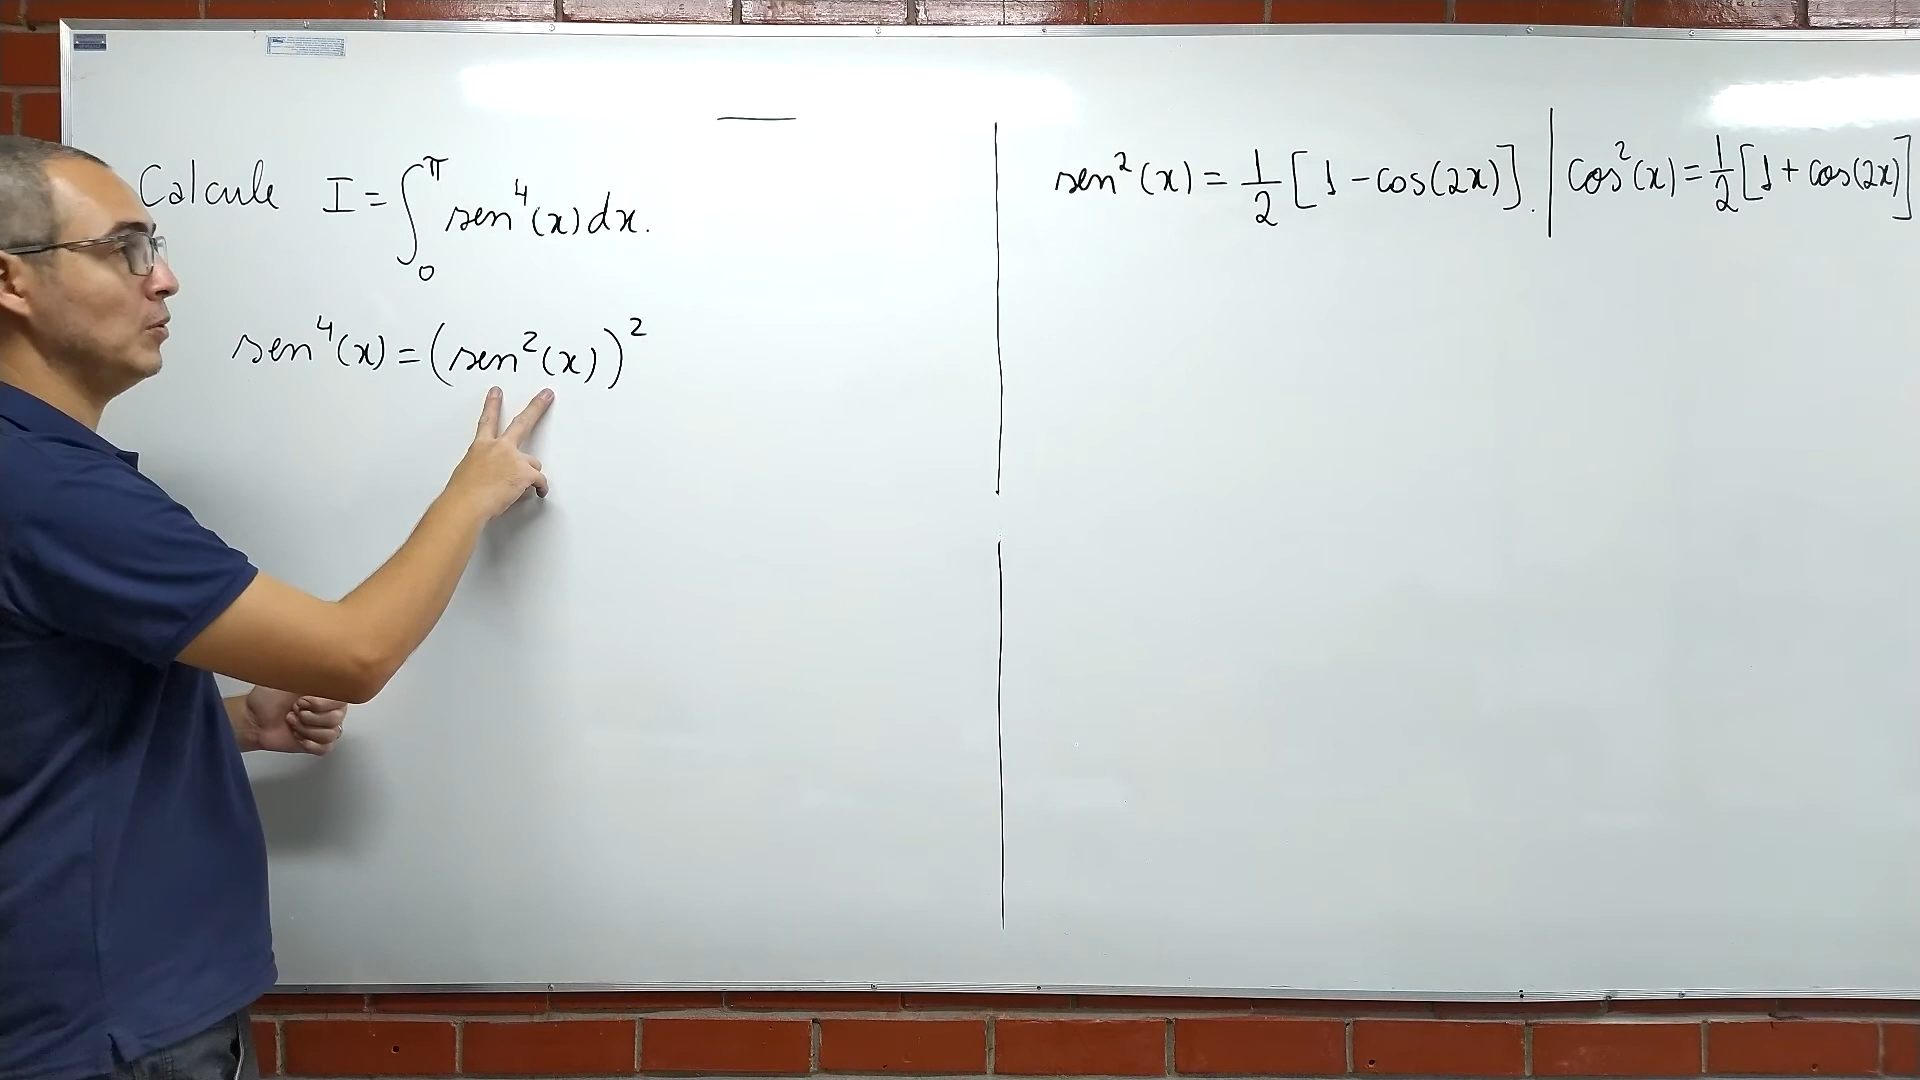 Calcule I = ∫₀^π sen⁴(x)dx.
sen⁴(x) = (sen²(x))²
sen²(x) = 1/2 [1 - cos(2x)]. | cos²(x) = 1/2 [1 + cos(2x)]